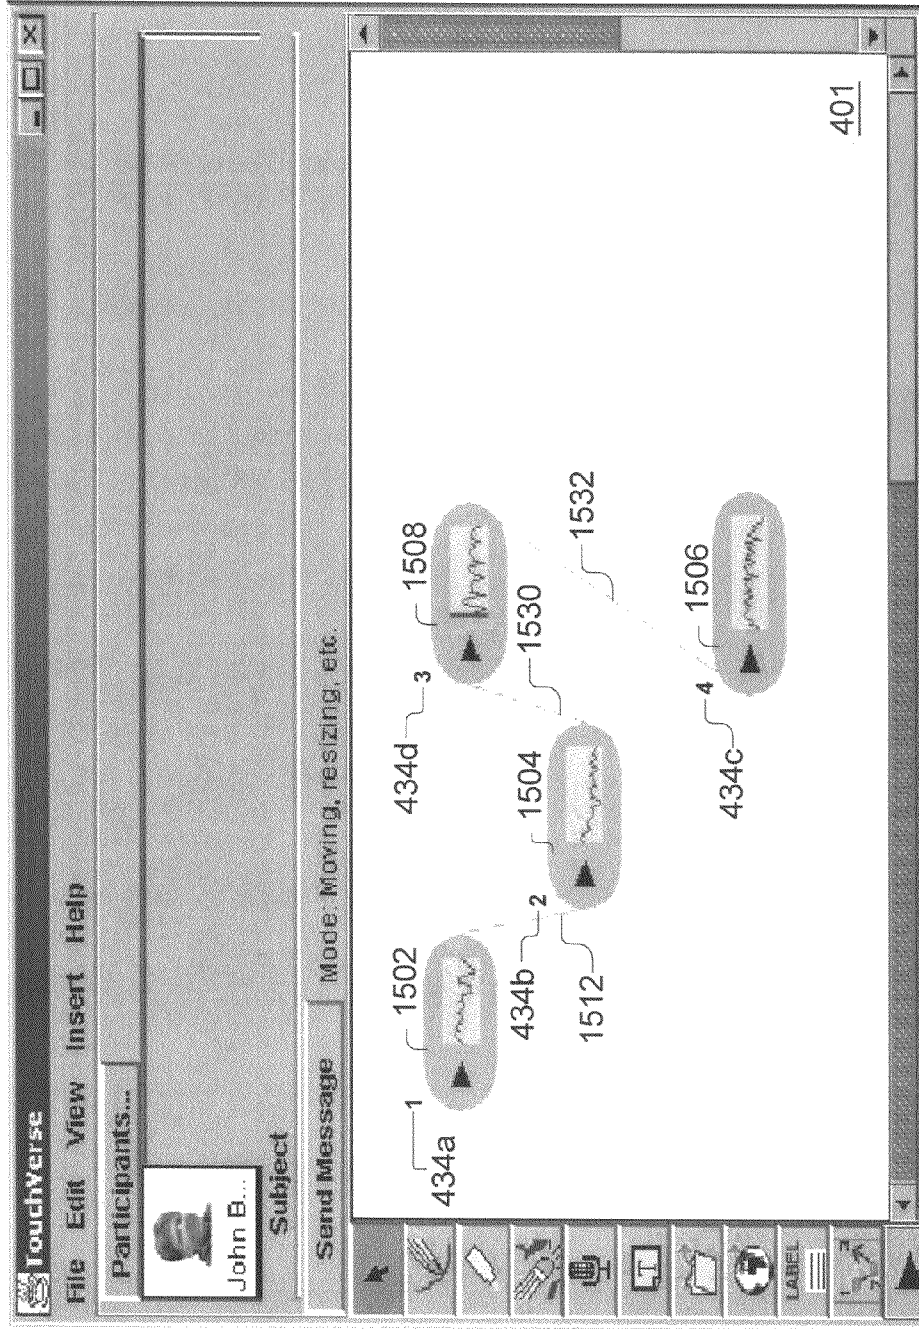 TouchVerse
File Edit View Insert Help
Participants...
John B...
Subject
Send Message Mode: Moving, resizing, etc.
T
LABEL
1 434a
1502
434b 2
1512
1504
434d 3
1508
1530
1532
434c 4
1506
401